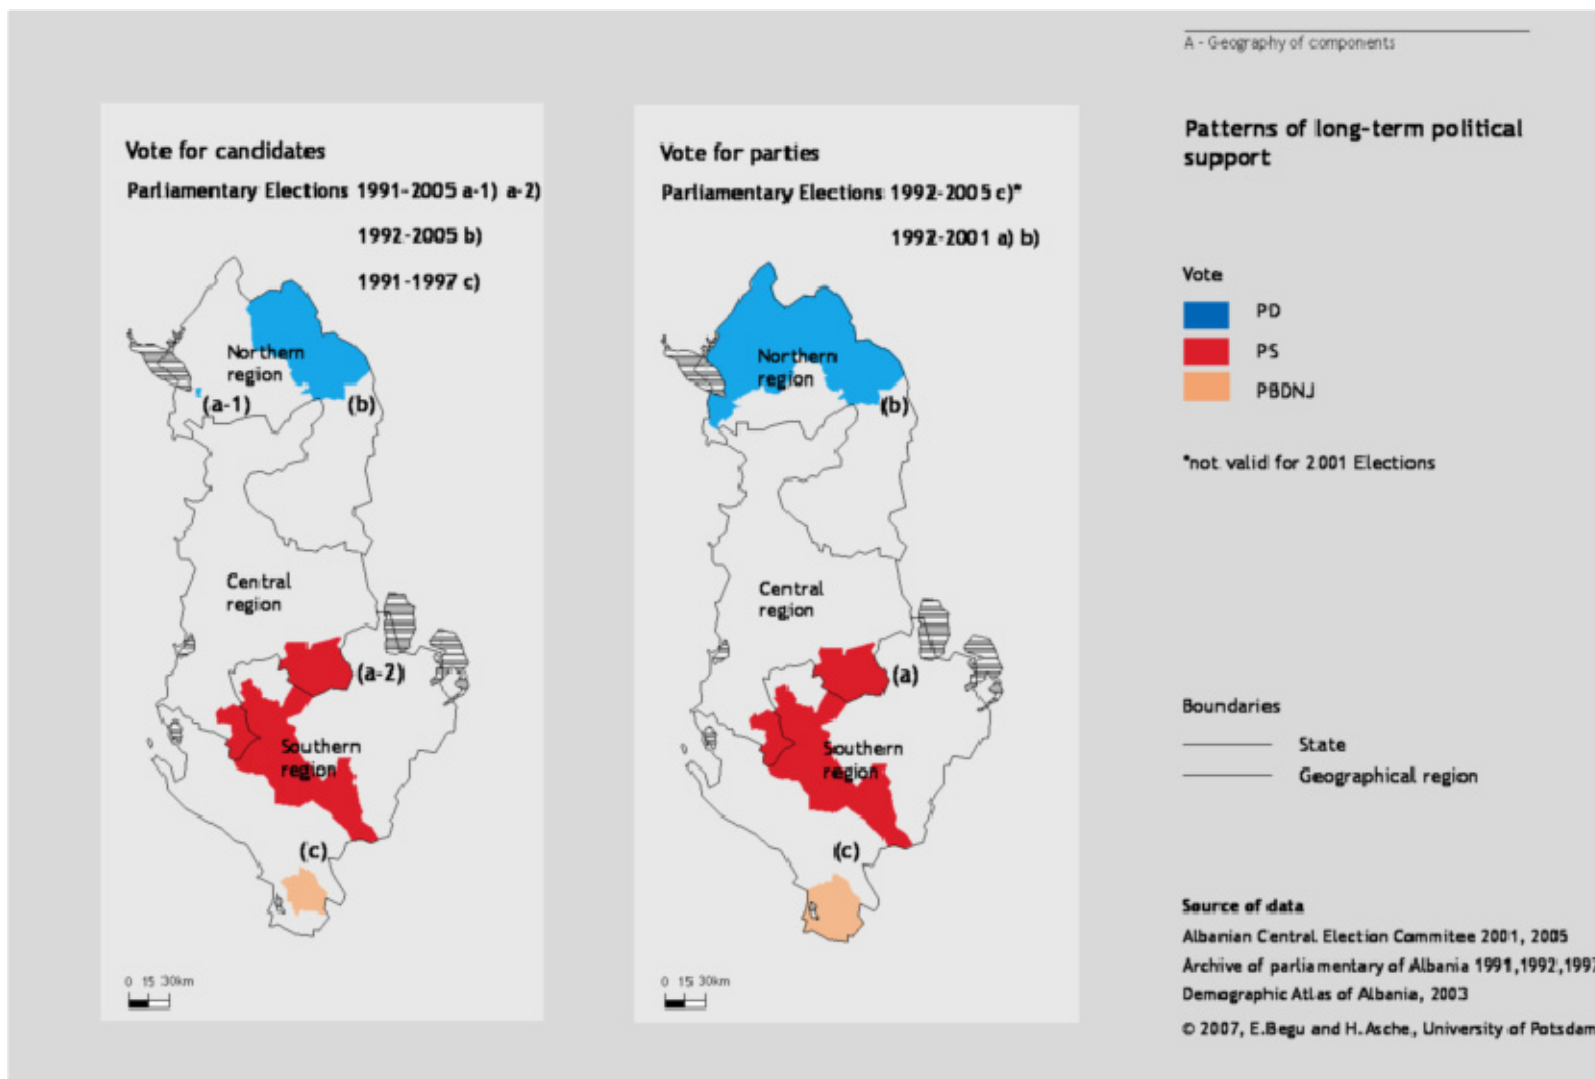 A - Geography of components
Patterns of long-term political
support
Vote for candidates
Parliamentary Elections 1991-2005 a-1) a-2)
1992-2005 b)
1991-1997 c)
Northern
region
(a-1)
(b)
Central
region
(a-2)
Southern
region
(c)
0 15 30km
Vote for parties
Parliamentary Elections 1992-2005 c)*
1992-2001 a) b)
Northern
region
(b)
Central
region
(a)
Southern
region
(c)
0 15 30km
Vote
PD
PS
PBDNJ
*not valid for 2001 Elections
Boundaries
State
Geographical region
Source of data
Albanian Central Election Commitee 2001, 2005
Archive of parliamentary of Albania 1991,1992,1997
Demographic Atlas of Albania, 2003
© 2007, E.Begu and H.Asche, University of Potsdam